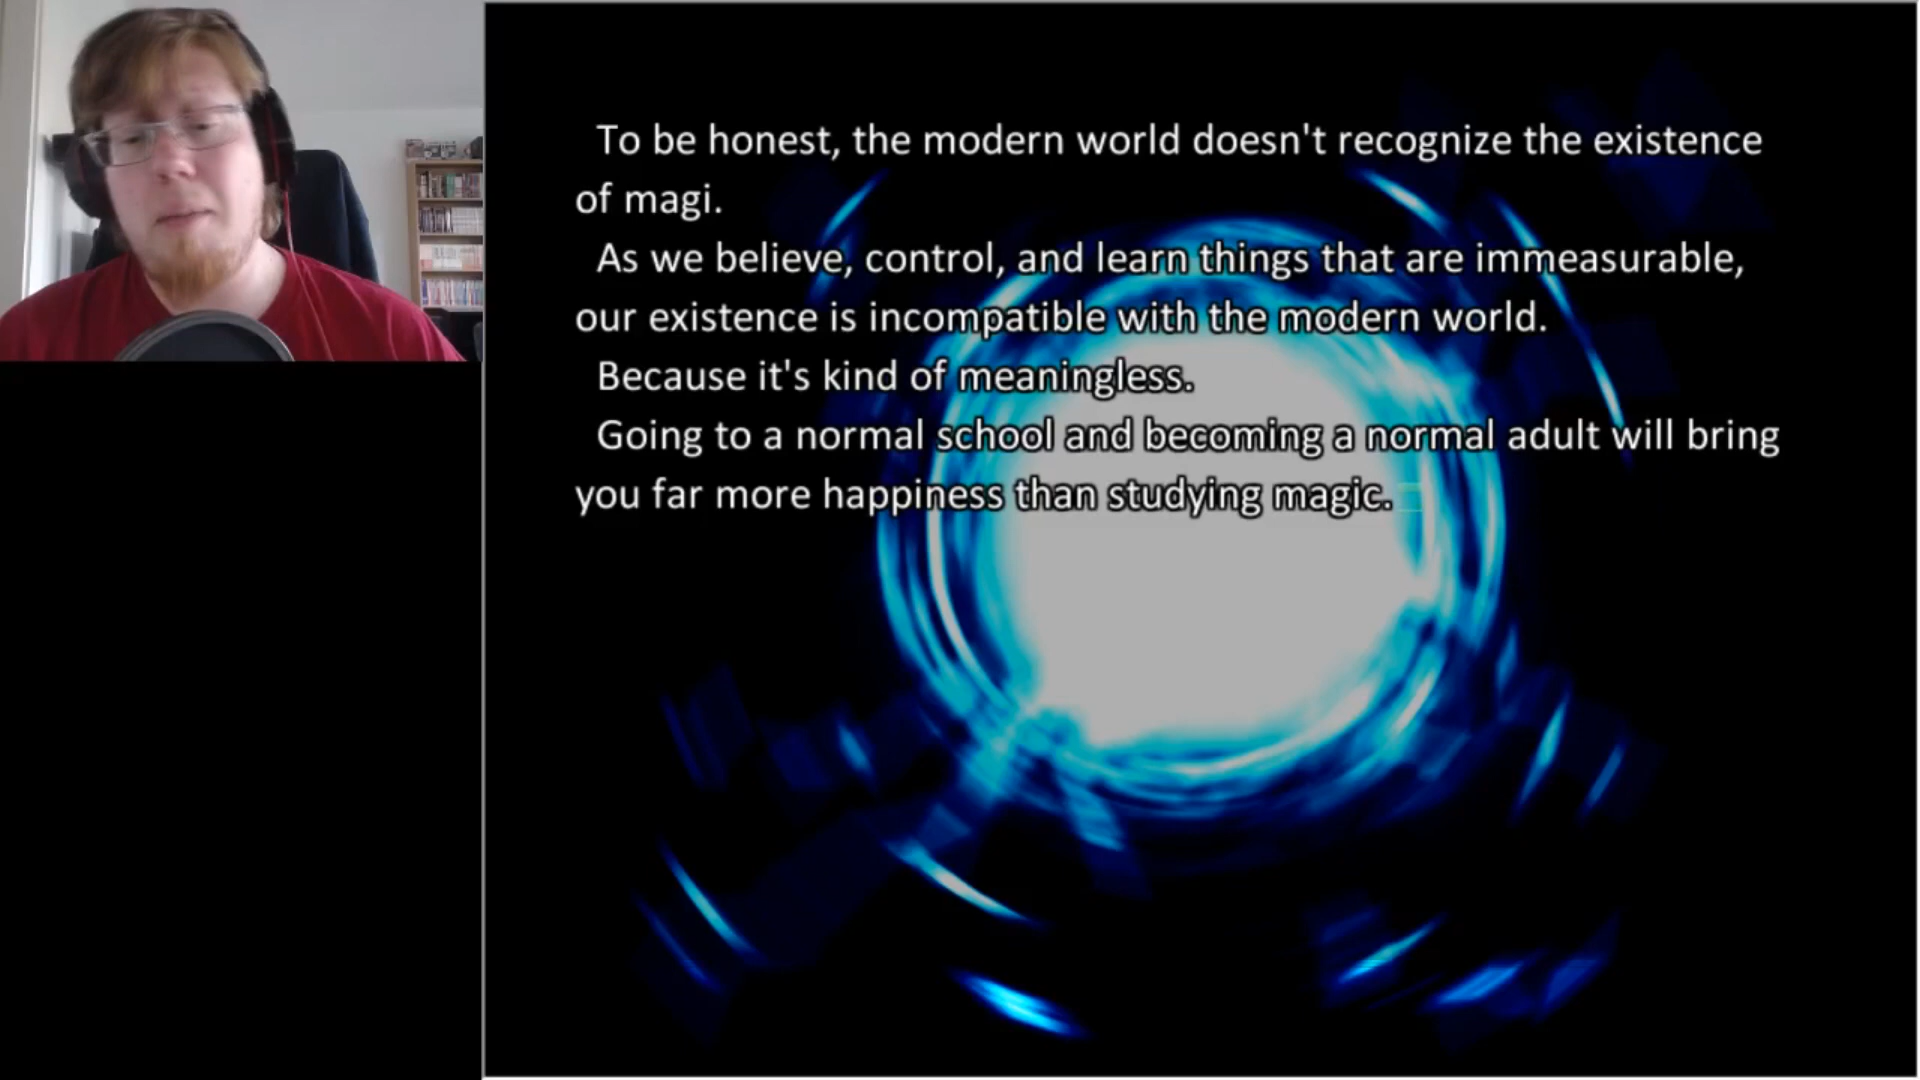 To be honest, the modern world doesn't recognize the existence
of magi.
As we believe, control, and learn things that are immeasurable,
our existence is incompatible with the modern world.
Because it's kind of meaningless.
Going to a normal school and becoming a normal adult will bring
you far more happiness than studying magic.